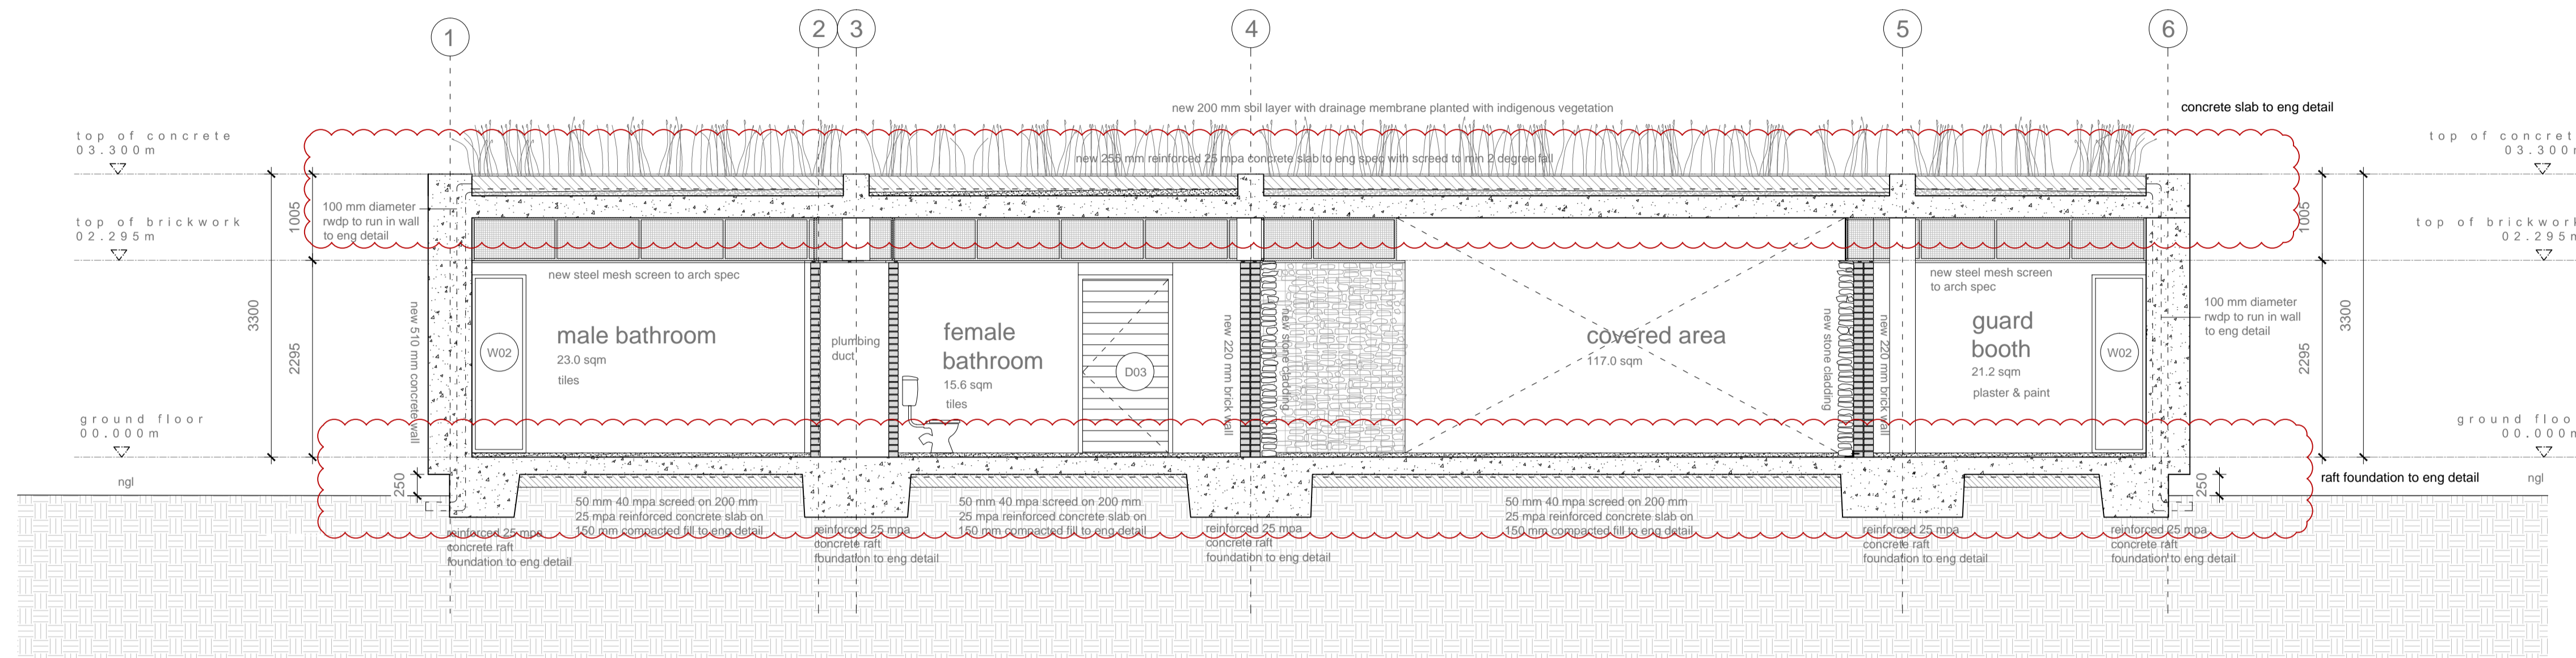 1
2
3
4
5
6
new 200 mm soil layer with drainage membrane planted with indigenous vegetation
concrete slab to eng detail
top of concrete
03.300m
top of concret
03.300m
new 255 mm reinforced 25 mpa concrete slab to eng spec with screed to min 2 degree fall
100 mm diameter
rwdp to run in wall
to eng detail
1005
1005
top of brickwork
02.295m
top of brickwork
02.295m
new steel mesh screen to arch spec
new steel mesh screen
to arch spec
3300
2295
3300
2295
new 510 mm concrete wall
W02
male bathroom
23.0 sqm
tiles
plumbing
duct
female
bathroom
15.6 sqm
tiles
D03
new 220 mm brick wall
new stone cladding
covered area
117.0 sqm
new stone cladding
new 220 mm brick wall
guard
booth
21.2 sqm
plaster & paint
W02
100 mm diameter
rwdp to run in wall
to eng detail
ground floor
00.000m
ground floor
00.000m
ngl
250
250
raft foundation to eng detail
ngl
50 mm 40 mpa screed on 200 mm
25 mpa reinforced concrete slab on
150 mm compacted fill to eng detail
50 mm 40 mpa screed on 200 mm
25 mpa reinforced concrete slab on
150 mm compacted fill to eng detail
50 mm 40 mpa screed on 200 mm
25 mpa reinforced concrete slab on
150 mm compacted fill to eng detail
reinforced 25 mpa
concrete raft
foundation to eng detail
reinforced 25 mpa
concrete raft
foundation to eng detail
reinforced 25 mpa
concrete raft
foundation to eng detail
reinforced 25 mpa
concrete raft
foundation to eng detail
reinforced 25 mpa
concrete raft
foundation to eng detail